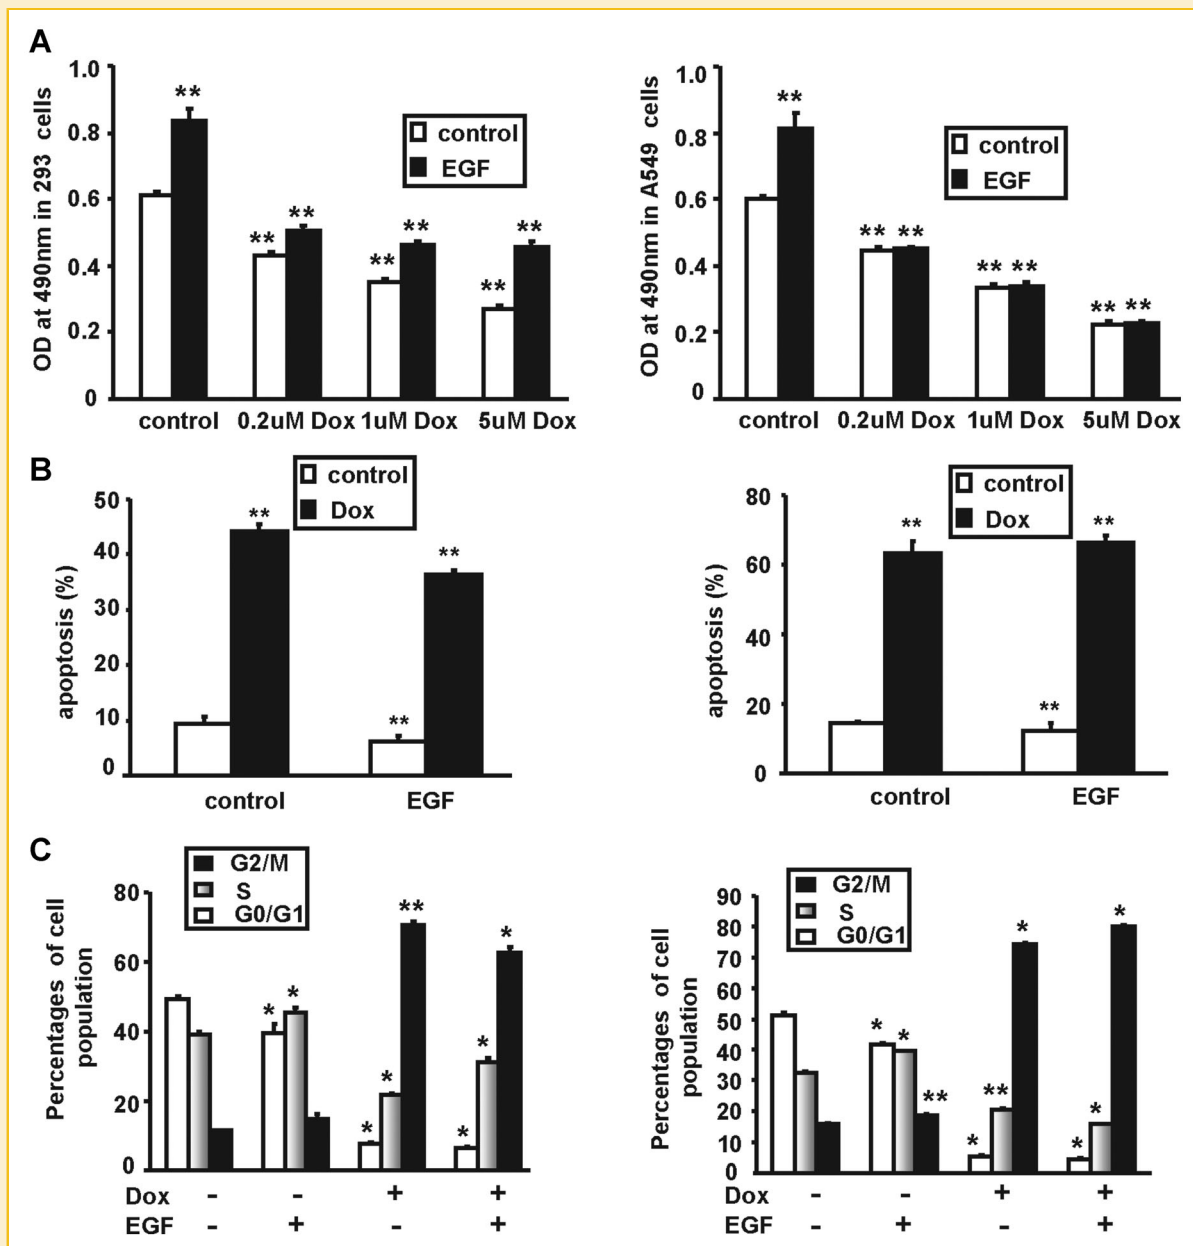 A
OD at 490nm in 293 cells
1.0
0.8
0.6
0.4
0.2
0
**
**
**
**
**
**
**
control
EGF
control
0.2uM Dox
1uM Dox
5uM Dox
OD at 490nm in A549 cells
1.0
0.8
0.6
0.4
0.2
0
**
**
**
**
**
**
**
control
EGF
control
0.2uM Dox
1uM Dox
5uM Dox
B
apoptosis (%)
50
40
30
20
10
0
**
**
**
control
Dox
control
EGF
apoptosis (%)
80
60
40
20
0
**
**
**
control
Dox
control
EGF
C
Percentages of cell
population
80
60
40
20
0
G2/M
S
G0/G1
*
*
*
*
**
*
*
*
Dox - - + +
EGF - + - +
Percentages of cell
population
90
80
70
60
50
40
30
20
10
0
G2/M
S
G0/G1
*
*
**
*
**
*
*
*
*
Dox - - + +
EGF - + - +